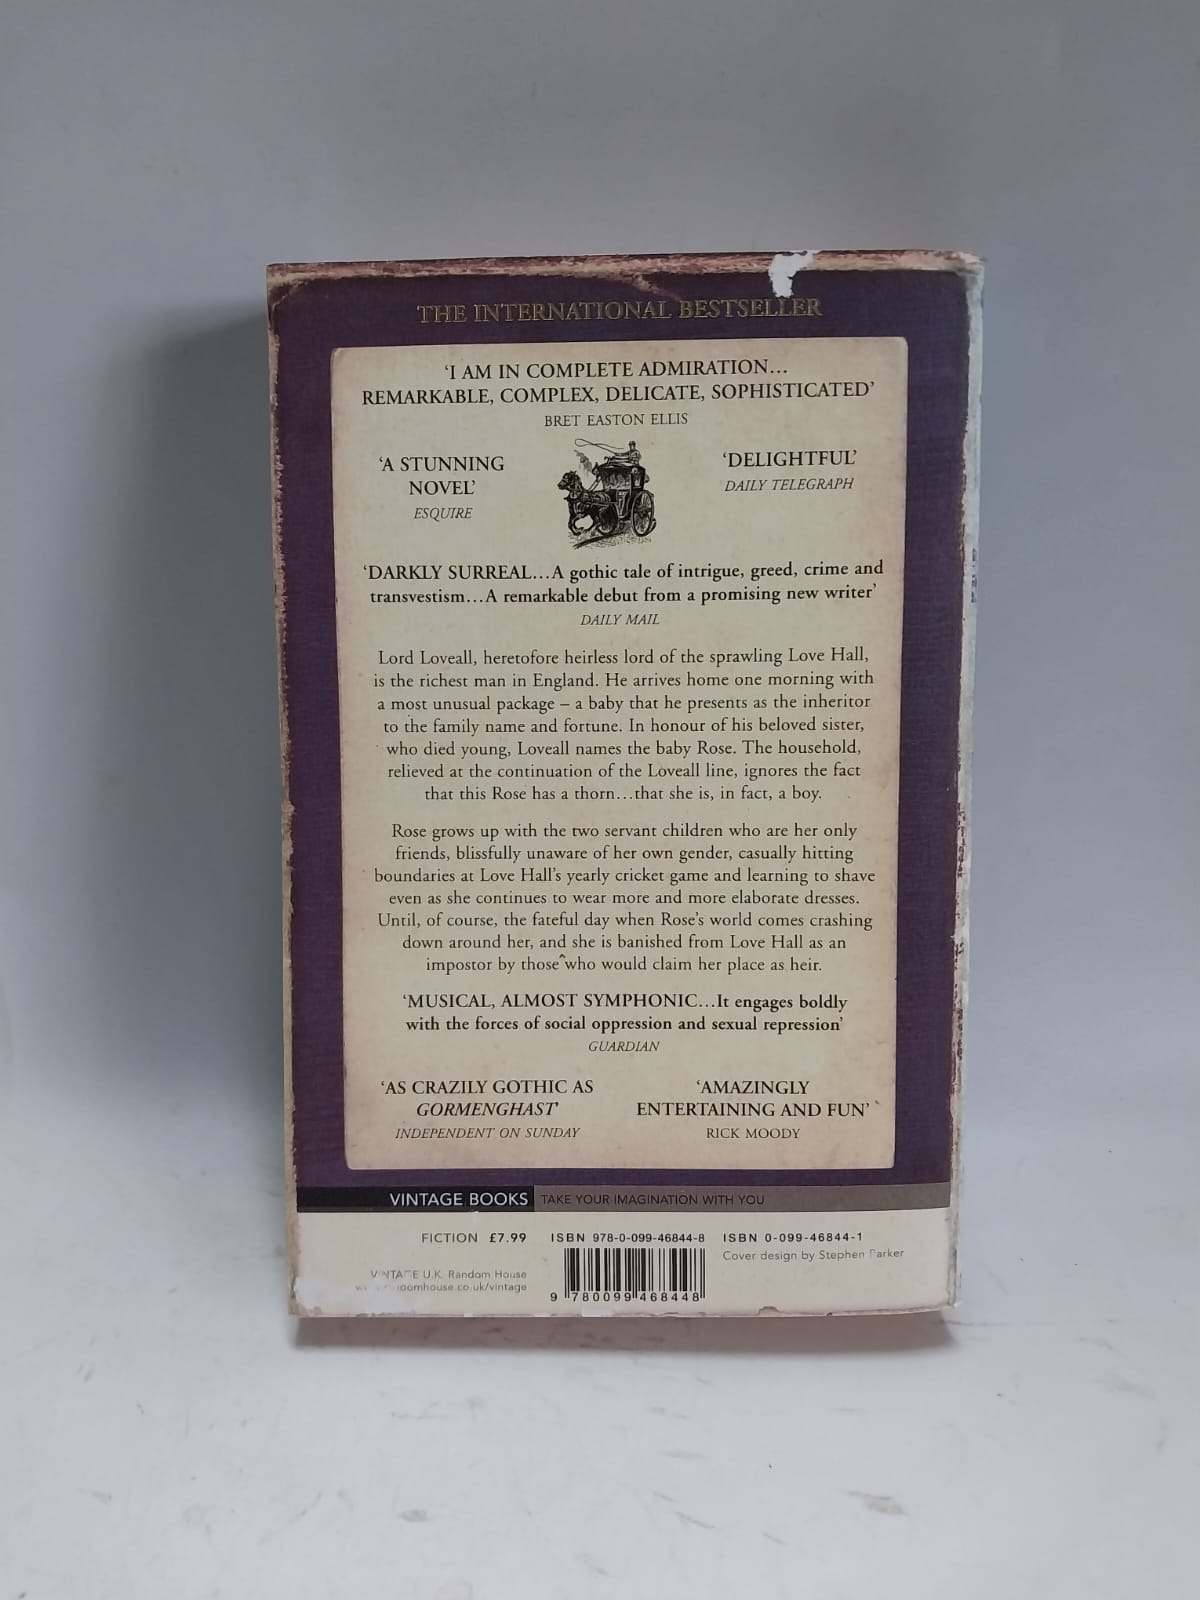 THE INTERNATIONAL BESTSELLER
‘I AM IN COMPLETE ADMIRATION…
REMARKABLE, COMPLEX, DELICATE, SOPHISTICATED’
BRET EASTON ELLIS
‘A STUNNING
NOVEL’
ESQUIRE
‘DELIGHTFUL’
DAILY TELEGRAPH
‘DARKLY SURREAL…A gothic tale of intrigue, greed, crime and
transvestism…A remarkable debut from a promising new writer’
DAILY MAIL
Lord Loveall, heretofore heirless lord of the sprawling Love Hall,
is the richest man in England. He arrives home one morning with
a most unusual package – a baby that he presents as the inheritor
to the family name and fortune. In honour of his beloved sister,
who died young, Loveall names the baby Rose. The household,
relieved at the continuation of the Loveall line, ignores the fact
that this Rose has a thorn…that she is, in fact, a boy.
Rose grows up with the two servant children who are her only
friends, blissfully unaware of her own gender, casually hitting
boundaries at Love Hall’s yearly cricket game and learning to shave
even as she continues to wear more and more elaborate dresses.
Until, of course, the fateful day when Rose’s world comes crashing
down around her, and she is banished from Love Hall as an
impostor by those who would claim her place as heir.
‘MUSICAL, ALMOST SYMPHONIC…It engages boldly
with the forces of social oppression and sexual repression’
GUARDIAN
‘AS CRAZILY GOTHIC AS
GORMENGHAST’
INDEPENDENT ON SUNDAY
‘AMAZINGLY
ENTERTAINING AND FUN’
RICK MOODY
VINTAGE BOOKS TAKE YOUR IMAGINATION WITH YOU
FICTION £7.99
VINTAGE U.K. Random House
oomhouse.co.uk/vintage
ISBN 978-0-099-46844-8
9 780099 468448
ISBN 0-099-46844-1
Cover design by Stephen Parker